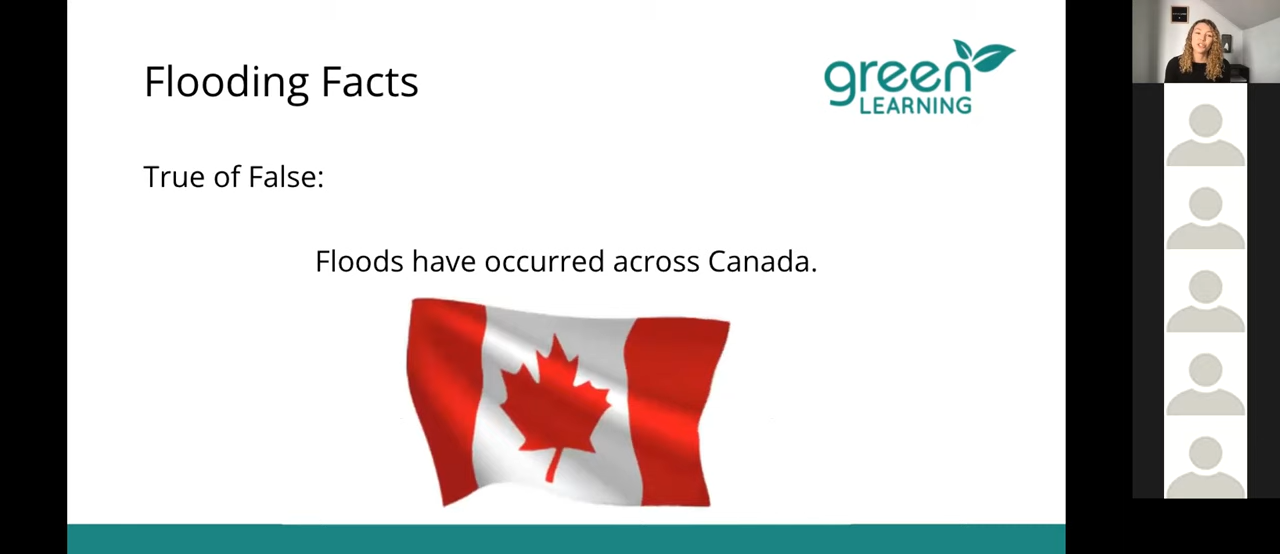 Flooding Facts
green
LEARNING
True of False:
Floods have occurred across Canada.